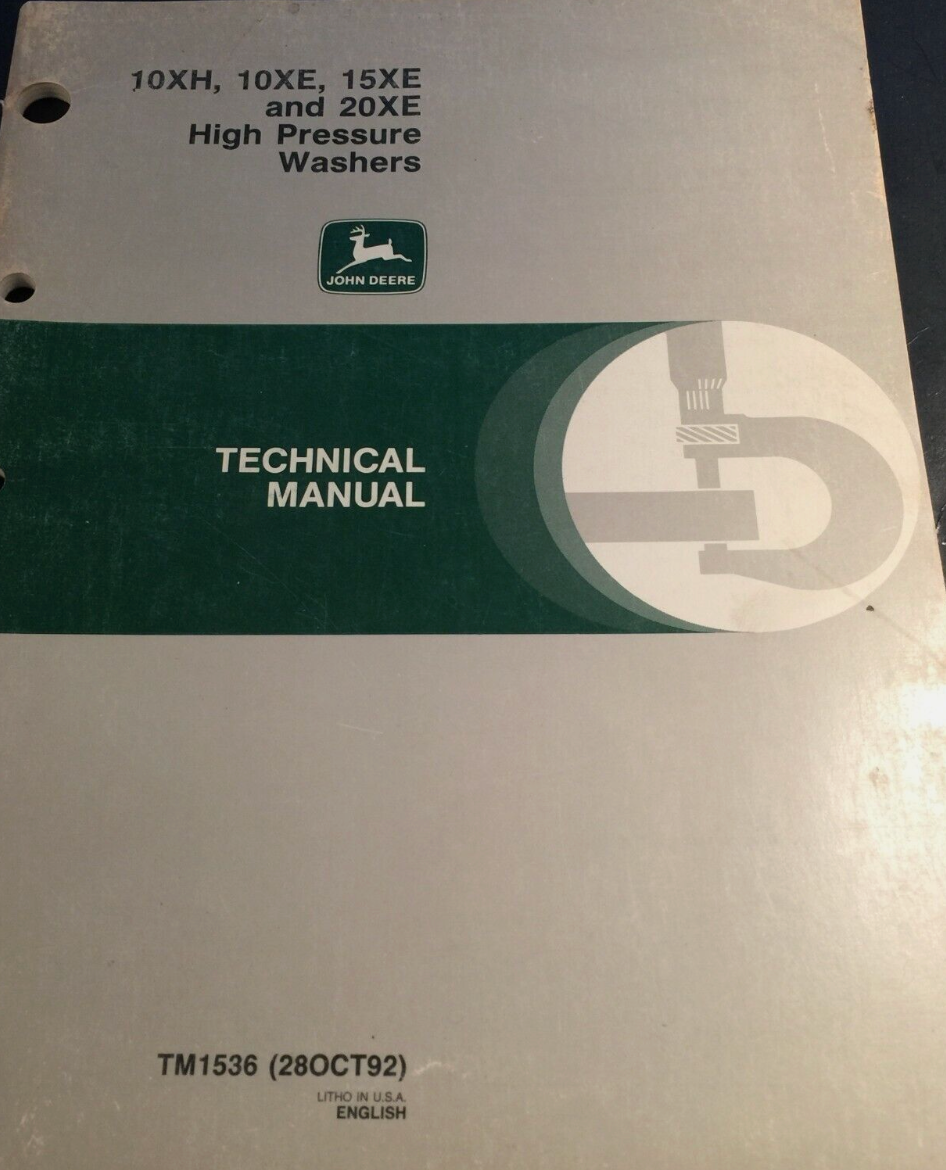 10XH, 10XE, 15XE
and 20XE
High Pressure
Washers
JOHN DEERE
TECHNICAL
MANUAL
TM1536 (28OCT92)
LITHO IN U.S.A.
ENGLISH